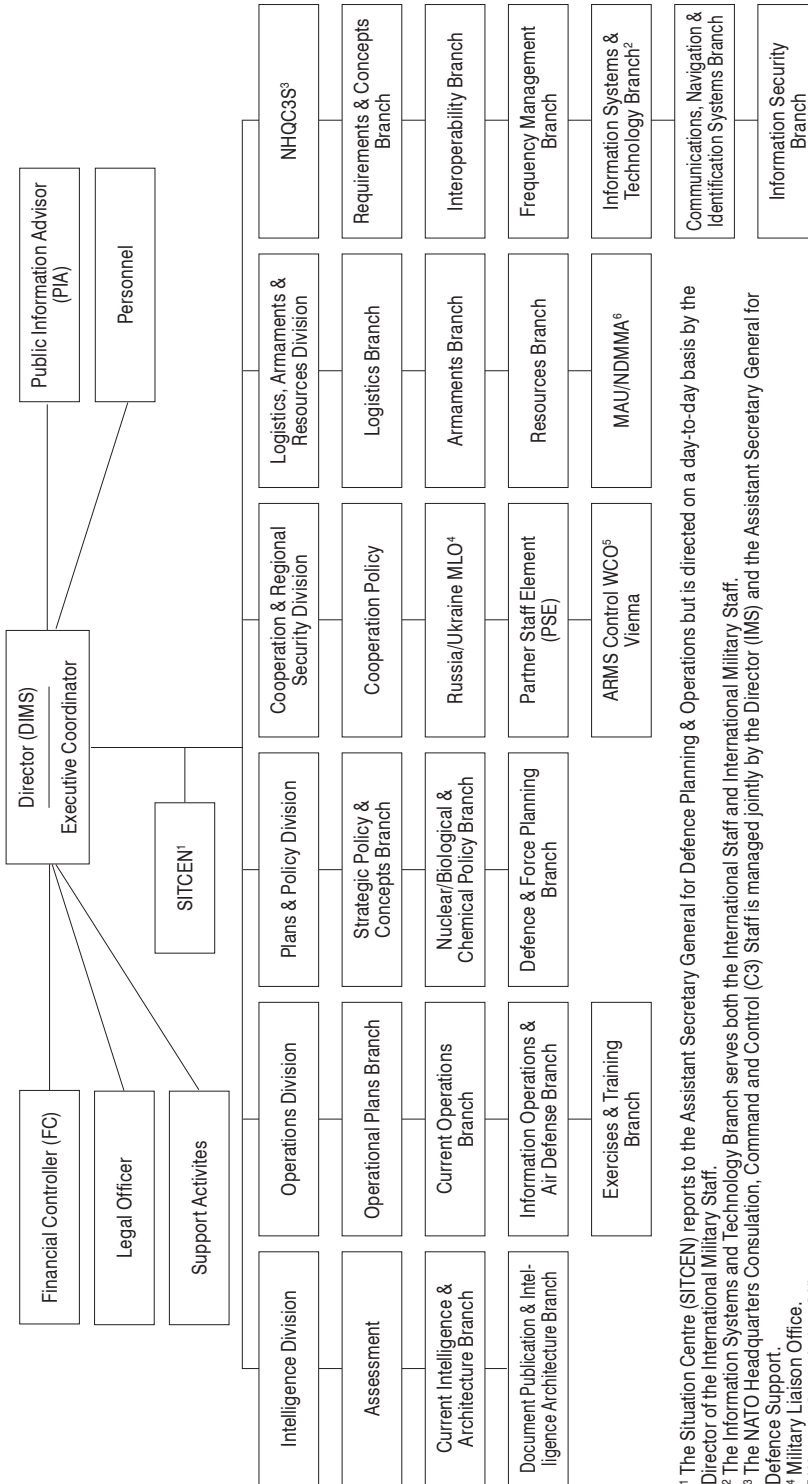 Director (DIMS)
Executive Coordinator
Financial Controller (FC)
Legal Officer
Support Activites
Public Information Advisor
(PIA)
Personnel
SITCEN¹
Intelligence Division
Assessment
Current Intelligence &
Architecture Branch
Document Publication & Intel-
ligence Architecture Branch
Operations Division
Operational Plans Branch
Current Operations
Branch
Information Operations &
Air Defense Branch
Exercises & Training
Branch
Plans & Policy Division
Strategic Policy &
Concepts Branch
Nuclear/Biological &
Chemical Policy Branch
Defence & Force Planning
Branch
Cooperation & Regional
Security Division
Cooperation Policy
Russia/Ukraine MLO⁴
Partner Staff Element
(PSE)
ARMS Control WCO⁵
Vienna
Logistics, Armaments &
Resources Division
Logistics Branch
Armaments Branch
Resources Branch
MAU/NDMMA⁶
NHQC3S³
Requirements & Concepts
Branch
Interoperability Branch
Frequency Management
Branch
Information Systems &
Technology Branch²
Communications, Navigation &
Identification Systems Branch
Information Security
Branch
¹ The Situation Centre (SITCEN) reports to the Assistant Secretary General for Defence Planning & Operations but is directed on a day-to-day basis by the
Director of the International Military Staff.
² The Information Systems and Technology Branch serves both the International Staff and International Military Staff.
³ The NATO Headquarters Consulation, Command and Control (C3) Staff is managed jointly by the Director (IMS) and the Assistant Secretary General for
Defence Support.
⁴ Military Liaison Office.